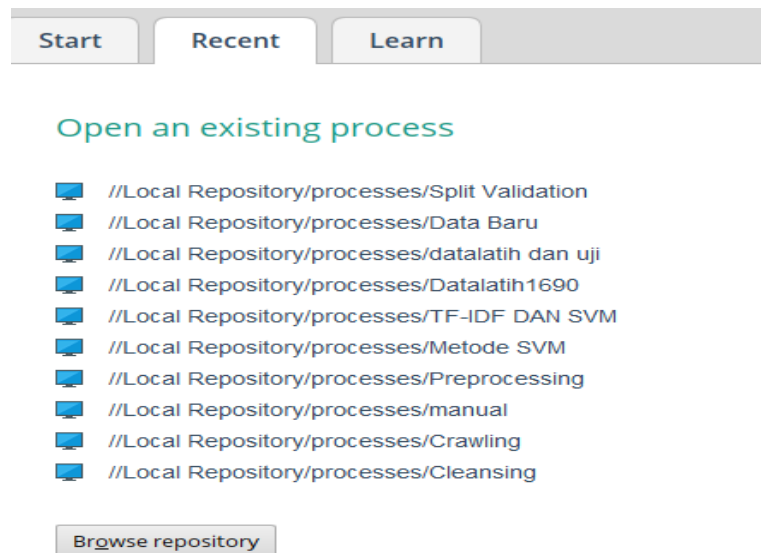 Start Recent Learn
Open an existing process
//Local Repository/processes/Split Validation
//Local Repository/processes/Data Baru
//Local Repository/processes/datalatih dan uji
//Local Repository/processes/Datalatih1690
//Local Repository/processes/TF-IDF DAN SVM
//Local Repository/processes/Metode SVM
//Local Repository/processes/Preprocessing
//Local Repository/processes/manual
//Local Repository/processes/Crawling
//Local Repository/processes/Cleansing
Browse repository